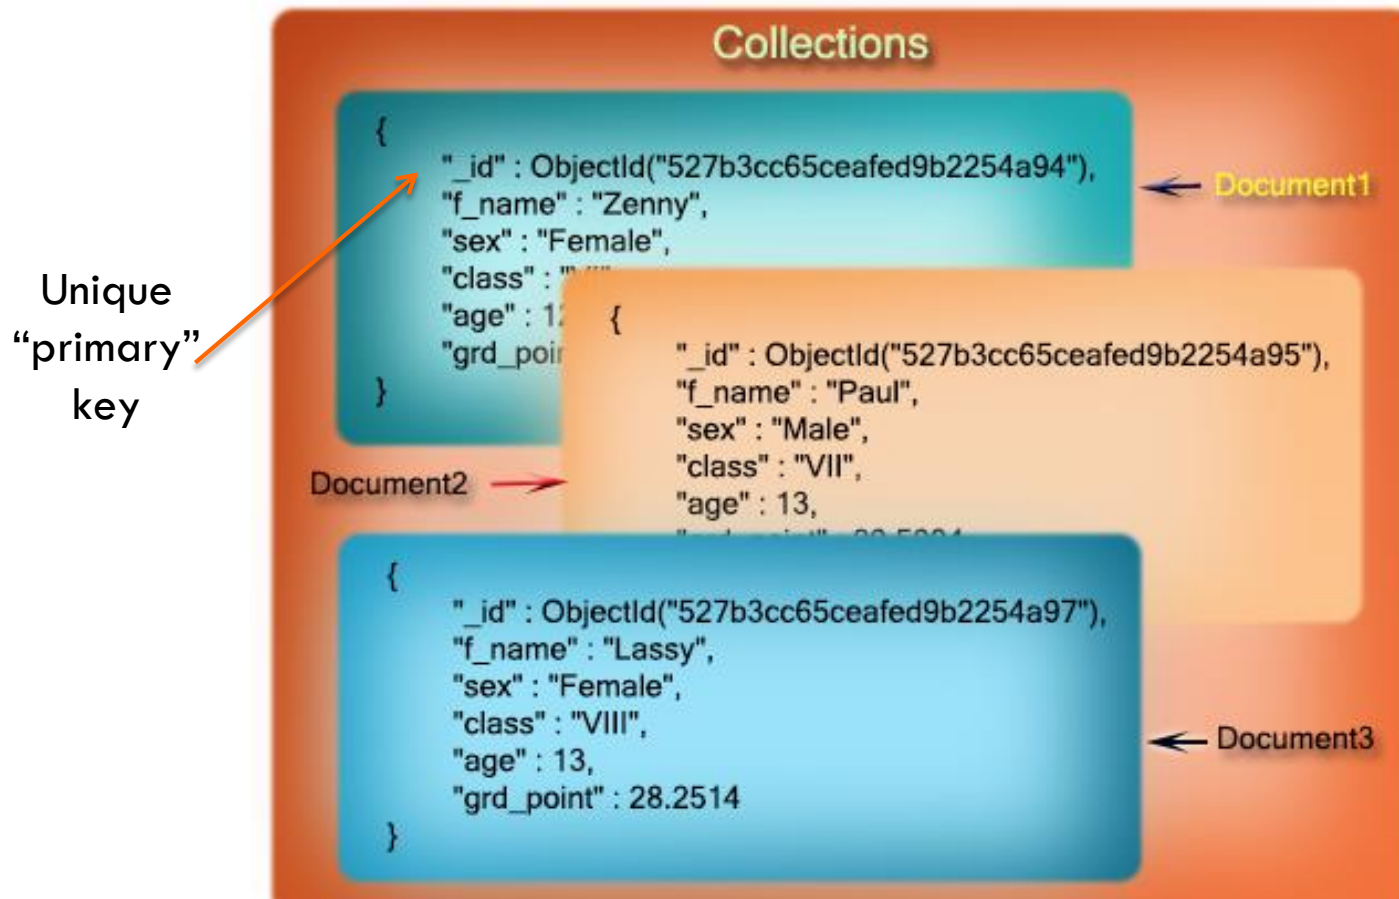 Collections
{
"_id" : ObjectId("527b3cc65ceafed9b2254a94"),
"f_name" : "Zenny",
"sex" : "Female",
"class" :
"age" :
}
Document1
Unique
“primary”
key
{
"_id" : ObjectId("527b3cc65ceafed9b2254a95"),
"f_name" : "Paul",
"sex" : "Male",
"class" : "VII",
"age" : 13,
Document2
{
"_id" : ObjectId("527b3cc65ceafed9b2254a97"),
"f_name" : "Lassy",
"sex" : "Female",
"class" : "VIII",
"age" : 13,
"grd_point" : 28.2514
}
Document3